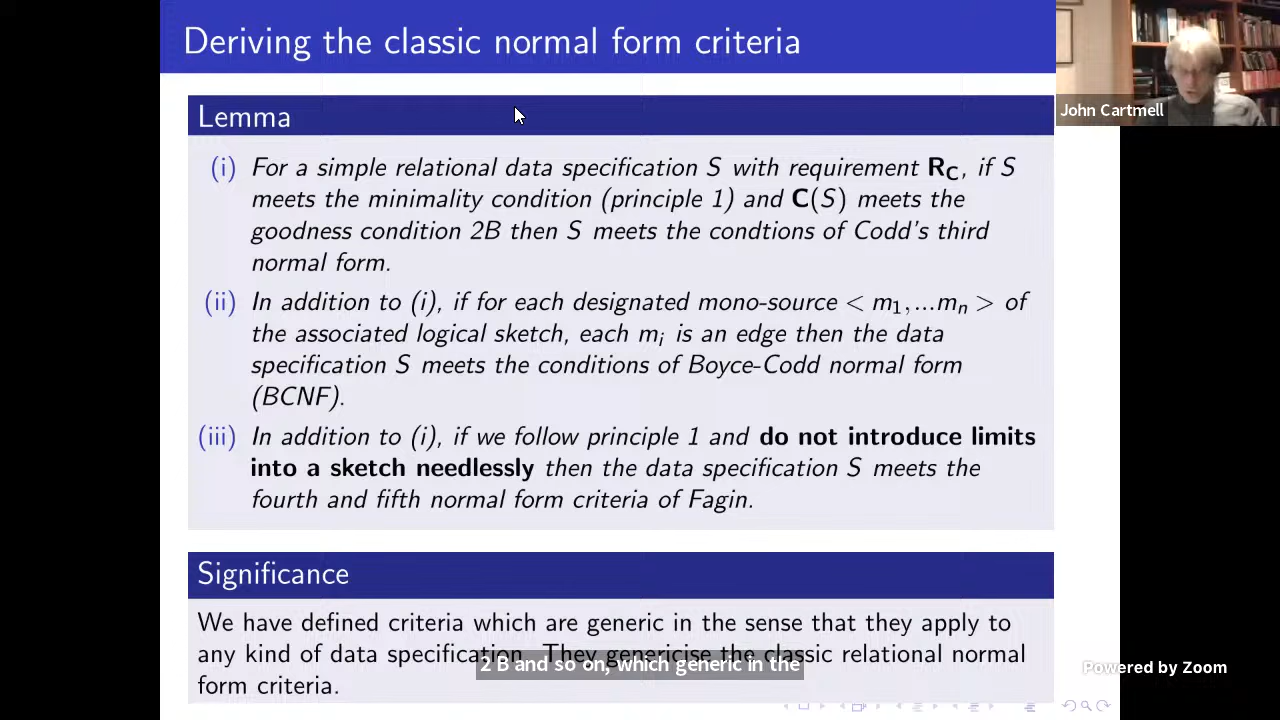 Deriving the classic normal form criteria
John Cartmell
Lemma
(i) For a simple relational data specification S with requirement R_C, if S
meets the minimality condition (principle 1) and C(S) meets the
goodness condition 2B then S meets the condtions of Codd's third
normal form.
(ii) In addition to (i), if for each designated mono-source < m₁, ...mₙ > of
the associated logical sketch, each mᵢ is an edge then the data
specification S meets the conditions of Boyce-Codd normal form
(BCNF).
(iii) In addition to (i), if we follow principle 1 and do not introduce limits
into a sketch needlessly then the data specification S meets the
fourth and fifth normal form criteria of Fagin.
Significance
We have defined criteria which are generic in the sense that they apply to
any kind of data specification. They genericise the classic relational normal
2 B and so on, which generic in the
form criteria.
Powered by Zoom